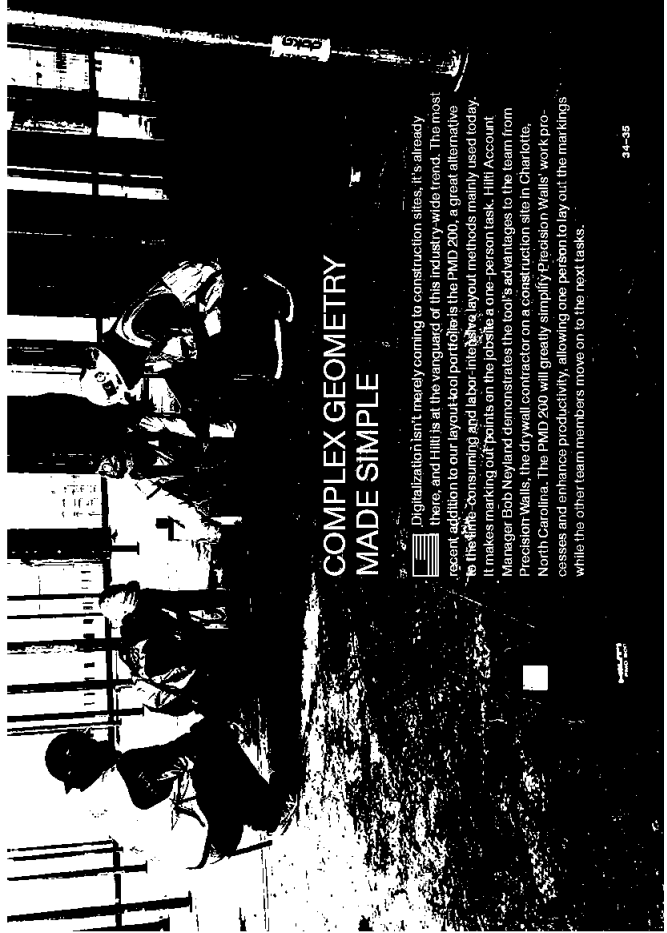 doka
COMPLEX GEOMETRY
MADE SIMPLE
Digitalization isn't merely coming to construction sites, it's already
there, and Hilti is at the vanguard of this industry-wide trend. The most
recent addition to our layout tool portfolio is the PMD 200, a great alternative
to the time-consuming and labor-intensive layout methods mainly used today.
It makes marking out points on the jobsite a one-person task. Hilti Account
Manager Bob Neyland demonstrates the tool's advantages to the team from
Precision Walls, the drywall contractor on a construction site in Charlotte,
North Carolina. The PMD 200 will greatly simplify Precision Walls' work pro-
cesses and enhance productivity, allowing one person to lay out the markings
while the other team members move on to the next tasks.
34–35